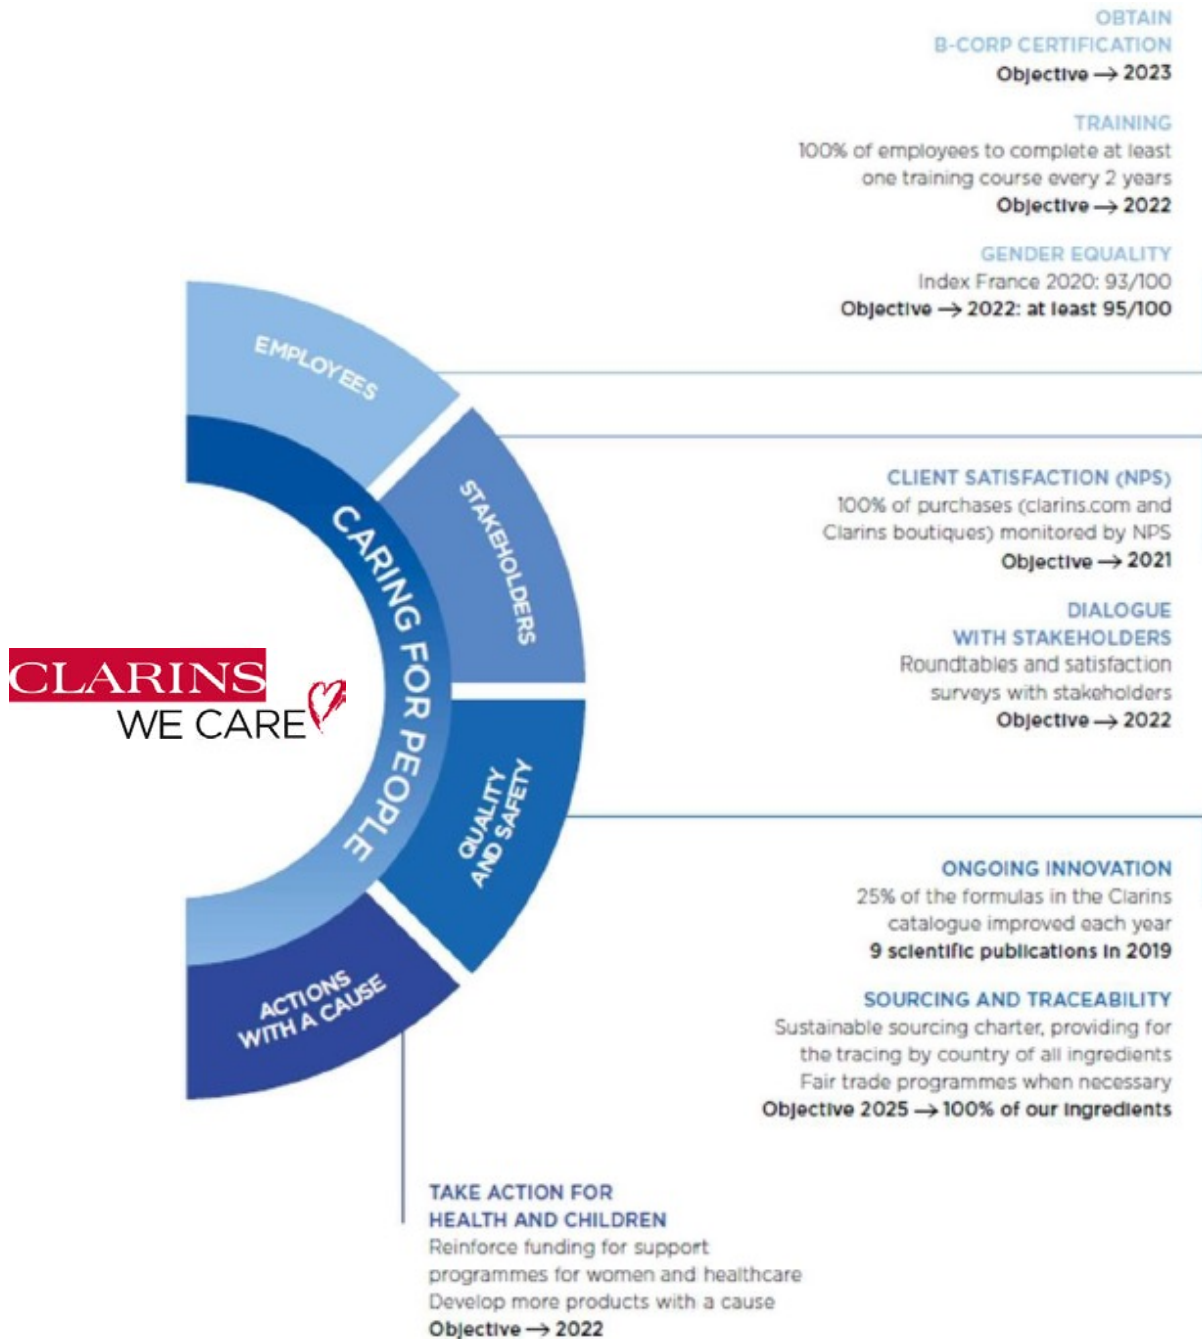 OBTAIN
B-CORP CERTIFICATION
Objective → 2023
TRAINING
100% of employees to complete at least
one training course every 2 years
Objective → 2022
GENDER EQUALITY
Index France 2020: 93/100
Objective → 2022: at least 95/100
EMPLOYEES
STAKEHOLDERS
CLIENT SATISFACTION (NPS)
100% of purchases (clarins.com and
Clarins boutiques) monitored by NPS
Objective → 2021
DIALOGUE
WITH STAKEHOLDERS
Roundtables and satisfaction
surveys with stakeholders
Objective → 2022
CLARINS
WE CARE
CARING FOR PEOPLE
QUALITY
AND SAFETY
ONGOING INNOVATION
25% of the formulas in the Clarins
catalogue improved each year
9 scientific publications in 2019
SOURCING AND TRACEABILITY
Sustainable sourcing charter, providing for
the tracing by country of all ingredients
Fair trade programmes when necessary
Objective 2025 → 100% of our ingredients
ACTIONS
WITH A CAUSE
TAKE ACTION FOR
HEALTH AND CHILDREN
Reinforce funding for support
programmes for women and healthcare
Develop more products with a cause
Objective → 2022